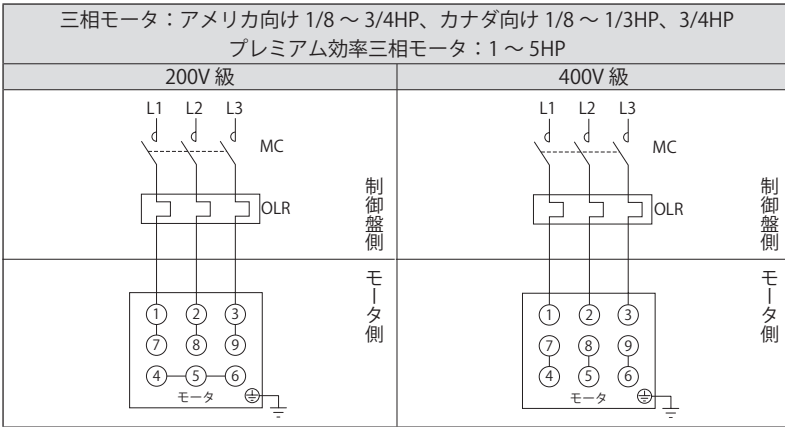 三相モータ：アメリカ向け 1/8 ～ 3/4HP、カナダ向け 1/8 ～ 1/3HP、3/4HP
プレミアム効率三相モータ：1 ～ 5HP
200V 級
L1 L2 L3
MC
OLR
制御盤側
モータ側
1 2 3
7 8 9
4 5 6
モータ
400V 級
L1 L2 L3
MC
OLR
制御盤側
モータ側
1 2 3
7 8 9
4 5 6
モータ